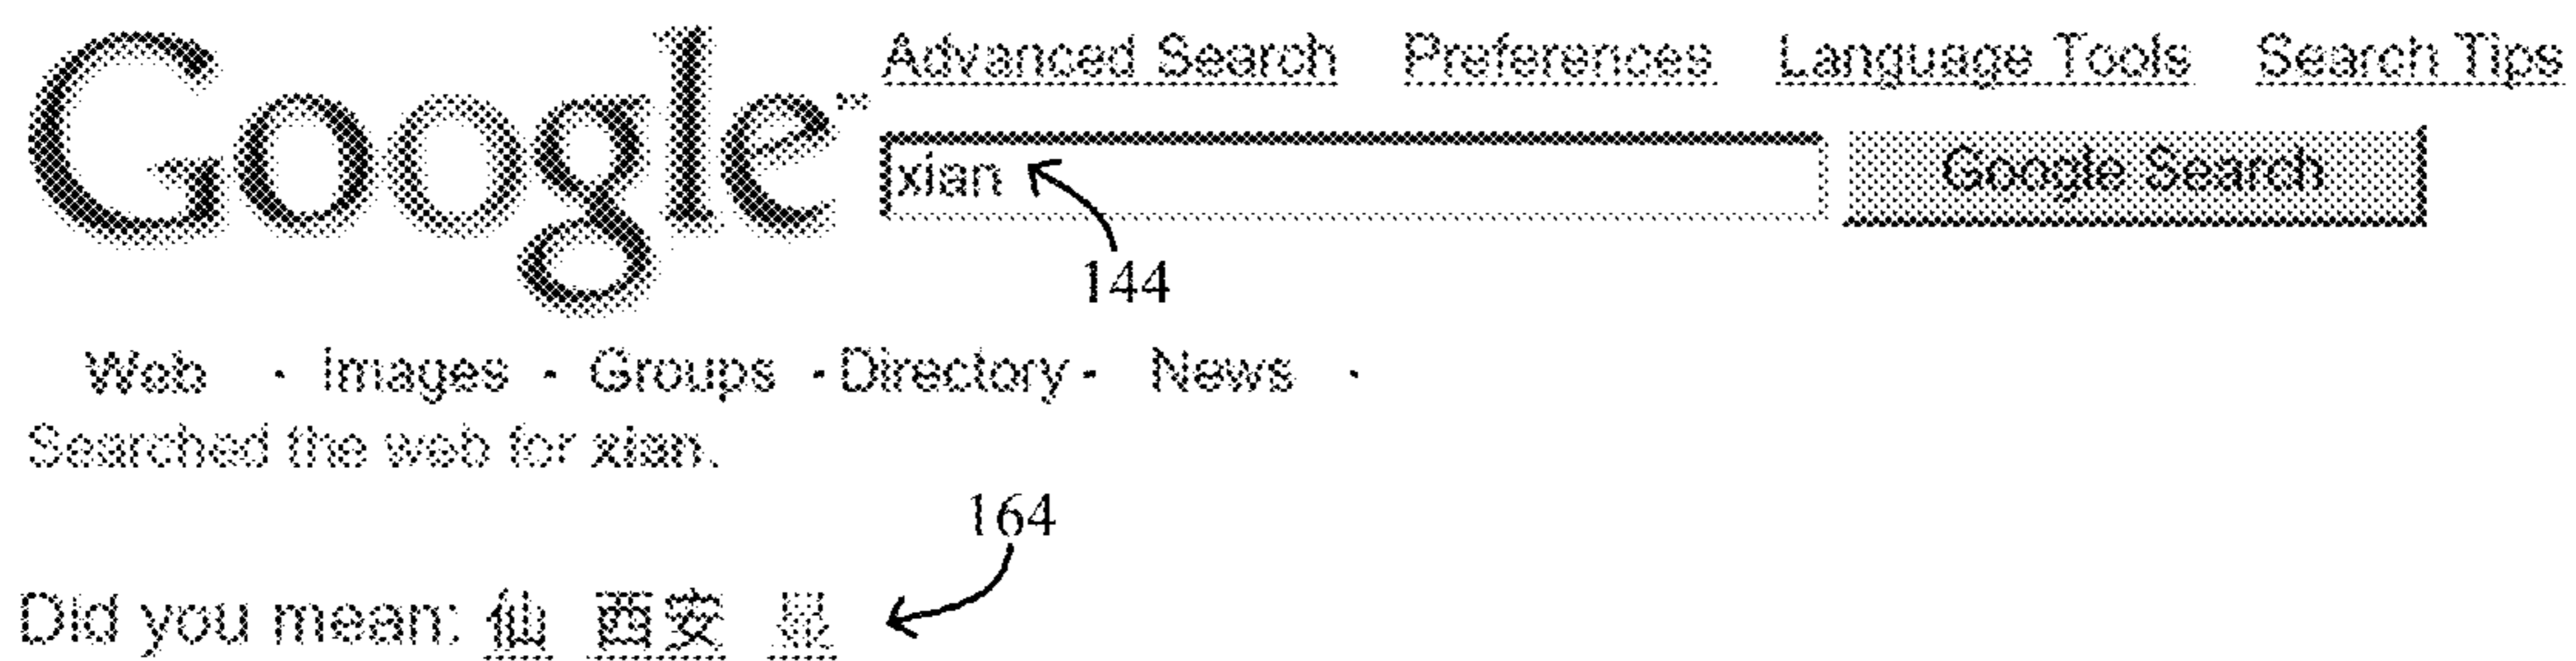 Google™
Advanced Search Preferences Language Tools Search Tips
xian Google Search
144
Web · Images · Groups · Directory · News ·
Searched the web for xian.
164
Did you mean: 仙 西安